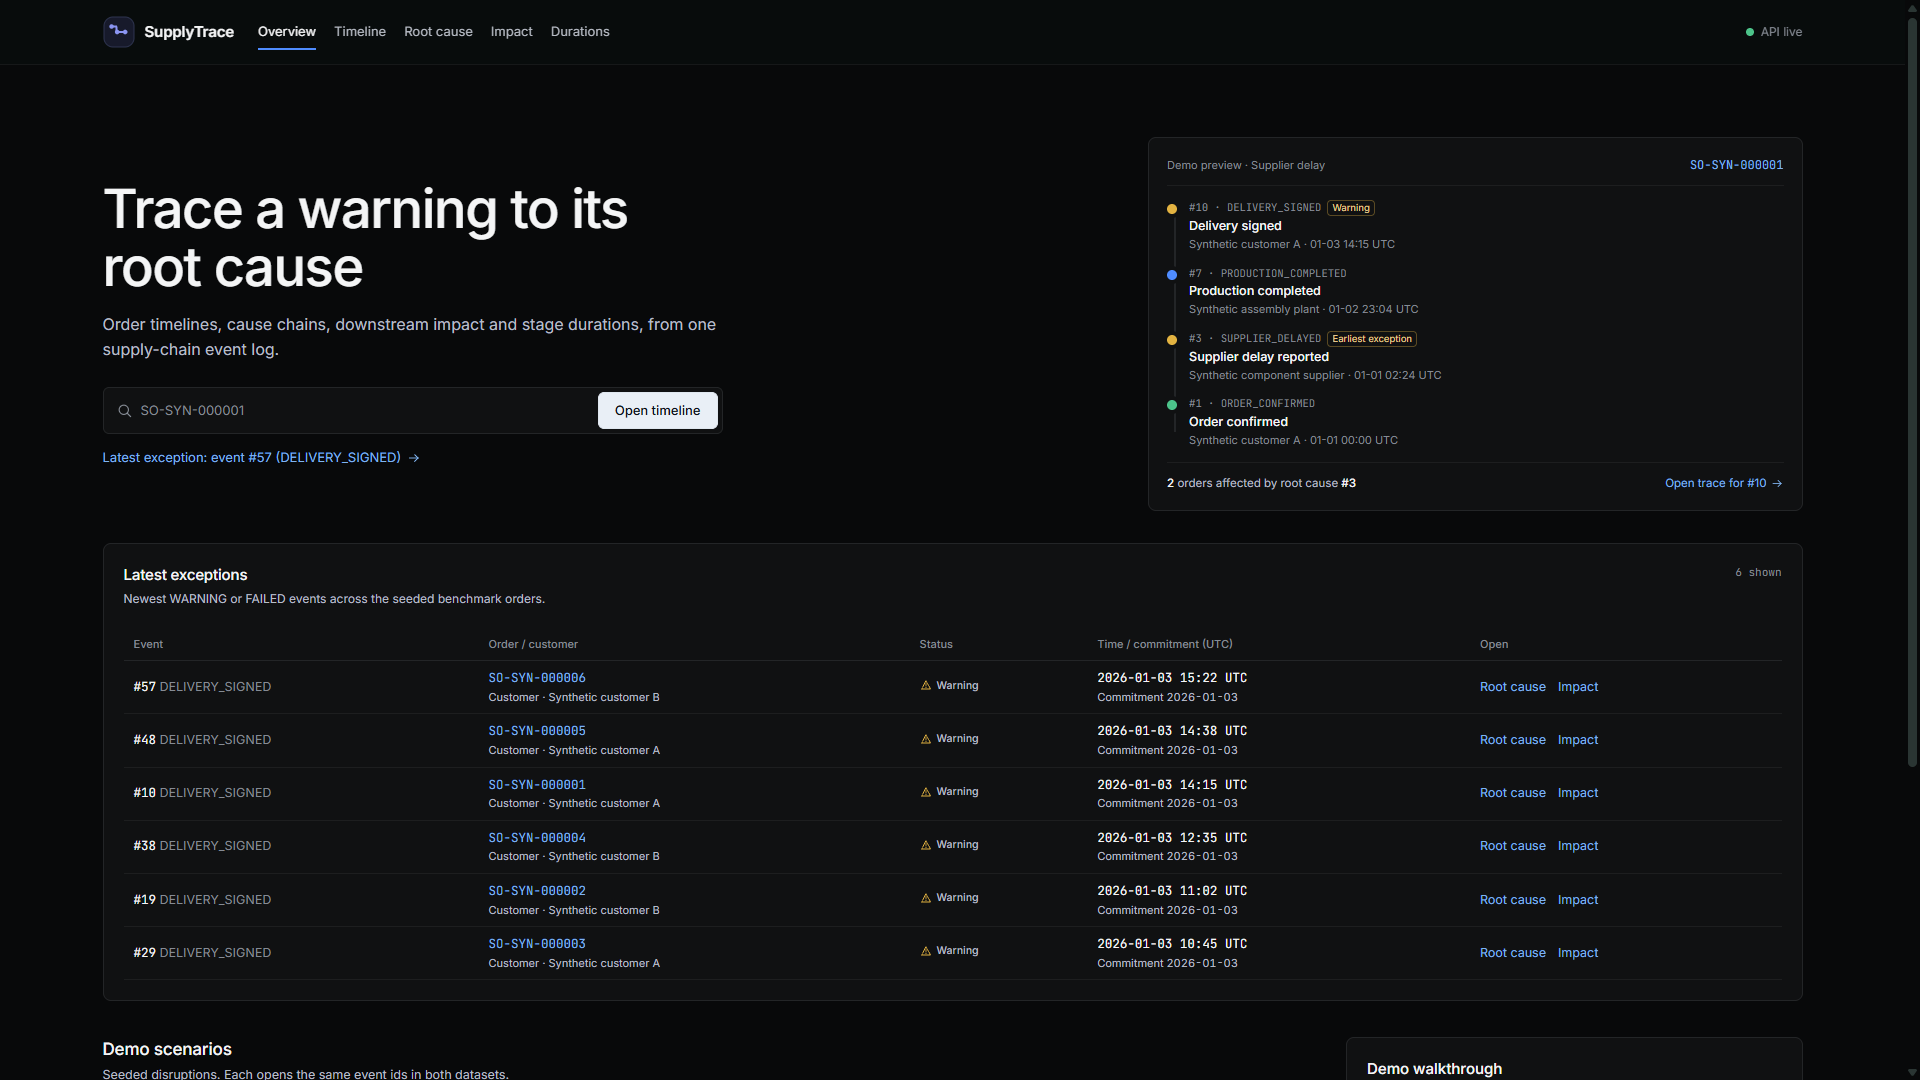 SupplyTrace
Overview
Timeline
Root cause
Impact
Durations
API live
Trace a warning to its
root cause
Order timelines, cause chains, downstream impact and stage durations, from one
supply-chain event log.
SO-SYN-000001
Open timeline
Latest exception: event #57 (DELIVERY_SIGNED) →
Demo preview · Supplier delay
SO-SYN-000001
#10 · DELIVERY_SIGNED Warning
Delivery signed
Synthetic customer A · 01-03 14:15 UTC
#7 · PRODUCTION_COMPLETED
Production completed
Synthetic assembly plant · 01-02 23:04 UTC
#3 · SUPPLIER_DELAYED Earliest exception
Supplier delay reported
Synthetic component supplier · 01-01 02:24 UTC
#1 · ORDER_CONFIRMED
Order confirmed
Synthetic customer A · 01-01 00:00 UTC
2 orders affected by root cause #3
Open trace for #10 →
Latest exceptions
6 shown
Newest WARNING or FAILED events across the seeded benchmark orders.
Event
Order / customer
Status
Time / commitment (UTC)
Open
#57 DELIVERY_SIGNED
SO-SYN-000006
Customer · Synthetic customer B
Warning
2026-01-03 15:22 UTC
Commitment 2026-01-03
Root cause Impact
#48 DELIVERY_SIGNED
SO-SYN-000005
Customer · Synthetic customer A
Warning
2026-01-03 14:38 UTC
Commitment 2026-01-03
Root cause Impact
#10 DELIVERY_SIGNED
SO-SYN-000001
Customer · Synthetic customer A
Warning
2026-01-03 14:15 UTC
Commitment 2026-01-03
Root cause Impact
#38 DELIVERY_SIGNED
SO-SYN-000004
Customer · Synthetic customer B
Warning
2026-01-03 12:35 UTC
Commitment 2026-01-03
Root cause Impact
#19 DELIVERY_SIGNED
SO-SYN-000002
Customer · Synthetic customer B
Warning
2026-01-03 11:02 UTC
Commitment 2026-01-03
Root cause Impact
#29 DELIVERY_SIGNED
SO-SYN-000003
Customer · Synthetic customer A
Warning
2026-01-03 10:45 UTC
Commitment 2026-01-03
Root cause Impact
Demo scenarios
Seeded disruptions. Each opens the same event ids in both datasets.
Demo walkthrough